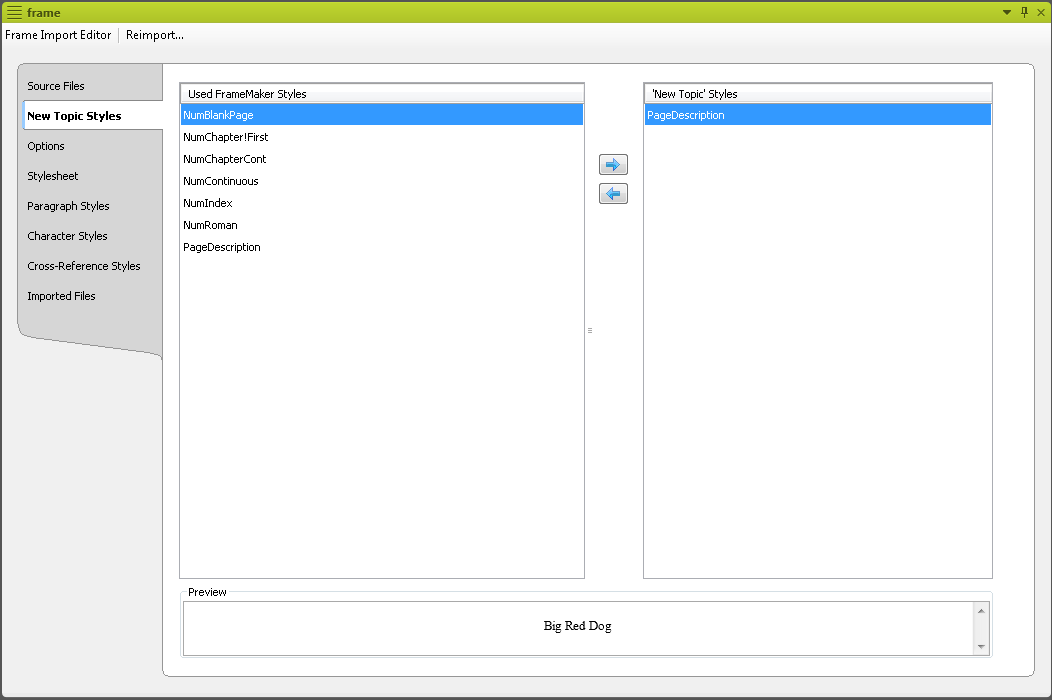 frame
Frame Import Editor
Reimport...
Source Files
New Topic Styles
Options
Stylesheet
Paragraph Styles
Character Styles
Cross-Reference Styles
Imported Files
Used FrameMaker Styles
NumBlankPage
NumChapter!First
NumChapterCont
NumContinuous
NumIndex
NumRoman
PageDescription
'New Topic' Styles
PageDescription
Preview
Big Red Dog